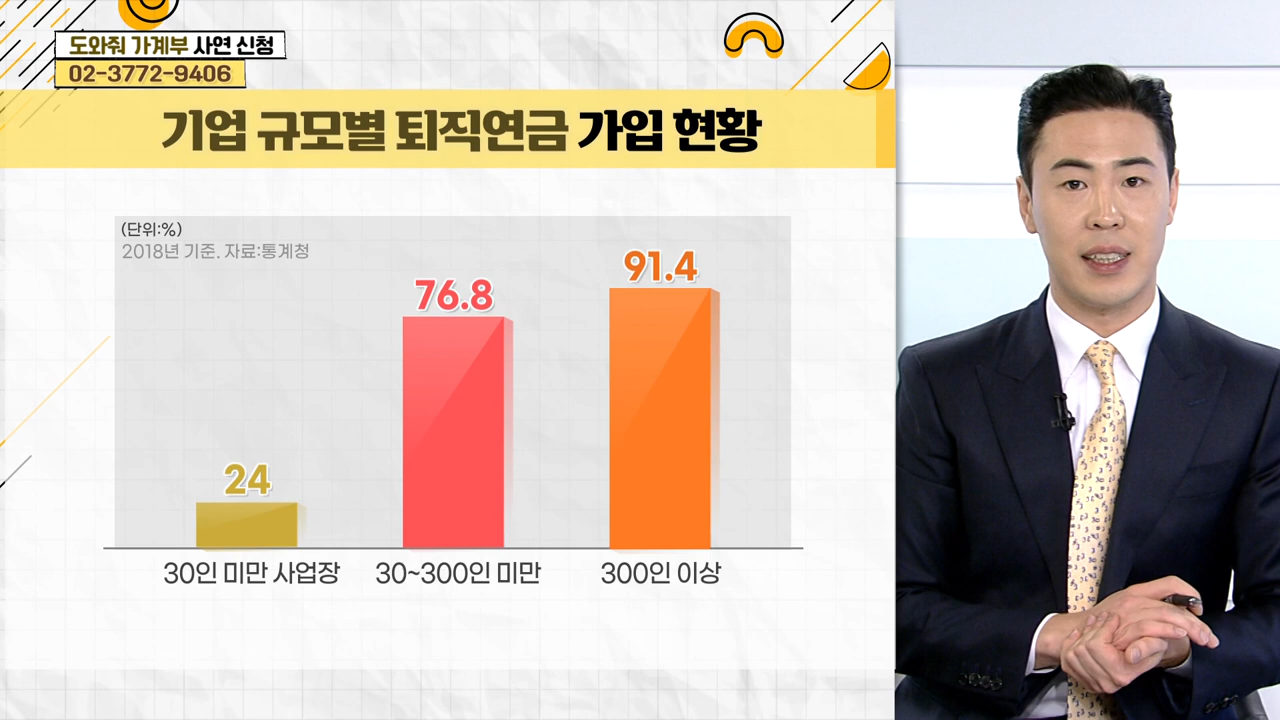 도와줘 가계부 사연 신청
02-3772-9406
기업 규모별 퇴직연금 가입 현황
(단위:%)
2018년 기준. 자료:통계청
24
76.8
91.4
30인 미만 사업장
30~300인 미만
300인 이상